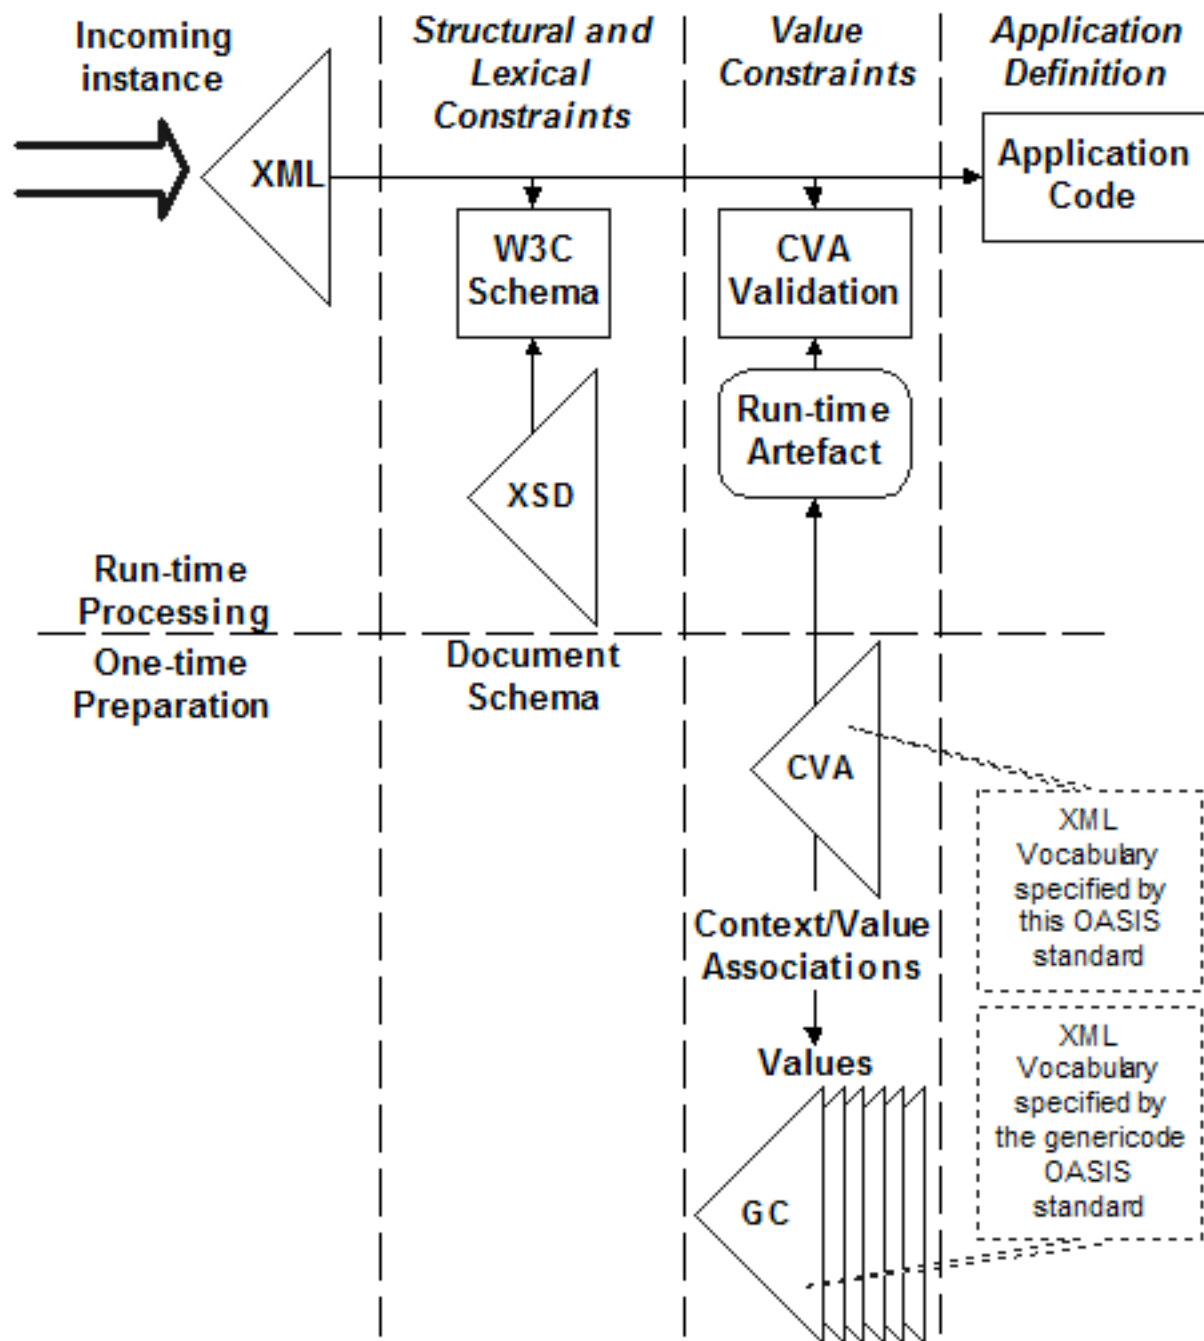 Incoming
instance
Structural and
Lexical
Constraints
Value
Constraints
Application
Definition
XML
W3C
Schema
CVA
Validation
Application
Code
XSD
Run-time
Artefact
Run-time
Processing
One-time
Preparation
Document
Schema
CVA
XML
Vocabulary
specified by
this OASIS
standard
Context/Value
Associations
Values
GC
XML
Vocabulary
specified by
the genericode
OASIS
standard